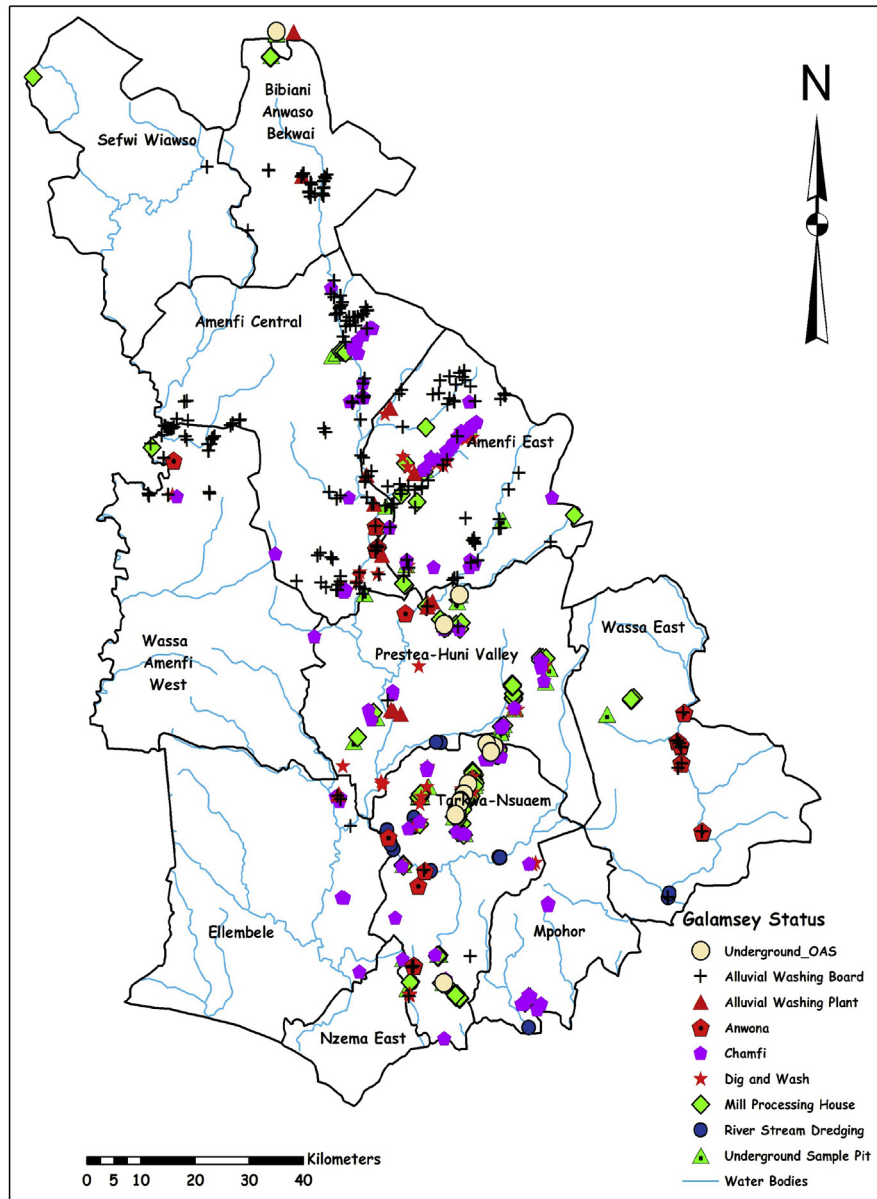 N
Bibiani
Anwaso
Bekwai
Sefwi Wiawso
Amenfi Central
Amenfi East
Wassa East
Prestea-Huni Valley
Wassa
Amenfi
West
Tarkwa-Nsuaem
Ellembele
Mpohor
Nzema East
Galamsey Status
Underground_OAS
Alluvial Washing Board
Alluvial Washing Plant
Anwona
Chamfi
Dig and Wash
Mill Processing House
River Stream Dredging
Underground Sample Pit
Water Bodies
Kilometers
0 5 10 20 30 40